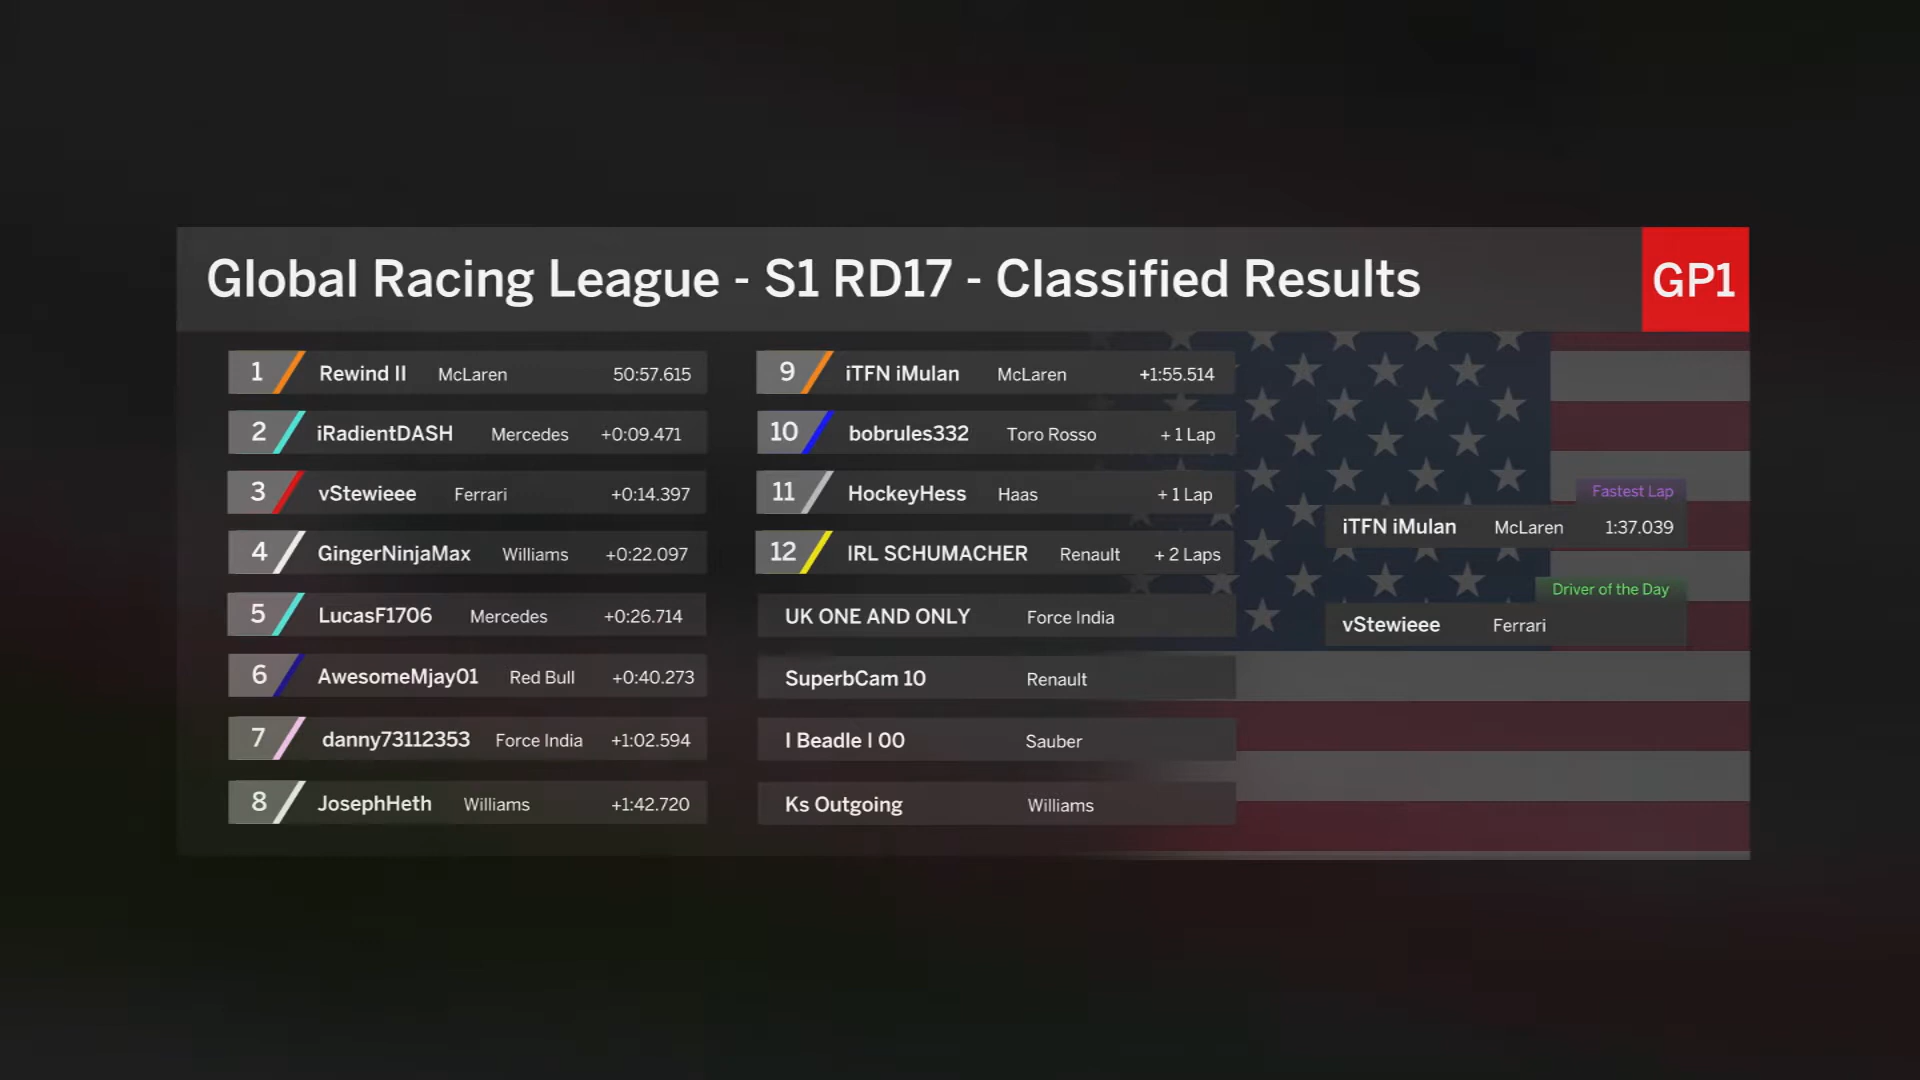 Global Racing League - S1 RD17 - Classified Results GP1
1 Rewind II McLaren 50:57.615
2 iRadientDASH Mercedes +0:09.471
3 vStewieee Ferrari +0:14.397
4 GingerNinjaMax Williams +0:22.097
5 LucasF1706 Mercedes +0:26.714
6 AwesomeMjay01 Red Bull +0:40.273
7 danny73112353 Force India +1:02.594
8 JosephHeth Williams +1:42.720
9 iTFN iMulan McLaren +1:55.514
10 bobrules332 Toro Rosso + 1 Lap
11 HockeyHess Haas + 1 Lap
12 IRL SCHUMACHER Renault + 2 Laps
UK ONE AND ONLY Force India
SuperbCam 10 Renault
I Beadle I 00 Sauber
Ks Outgoing Williams
Fastest Lap
iTFN iMulan McLaren 1:37.039
Driver of the Day
vStewieee Ferrari